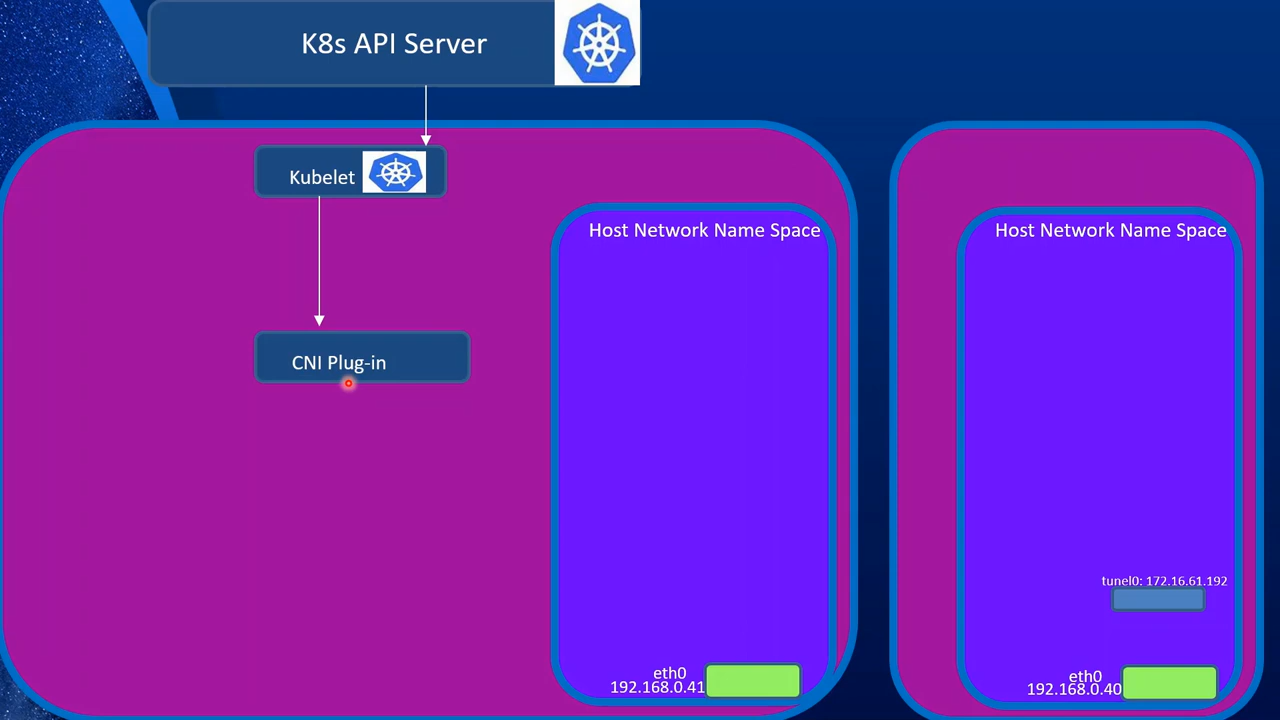 K8s API Server
Kubelet
CNI Plug-in
Host Network Name Space
eth0
192.168.0.41
Host Network Name Space
tunel0: 172.16.61.192
eth0
192.168.0.40